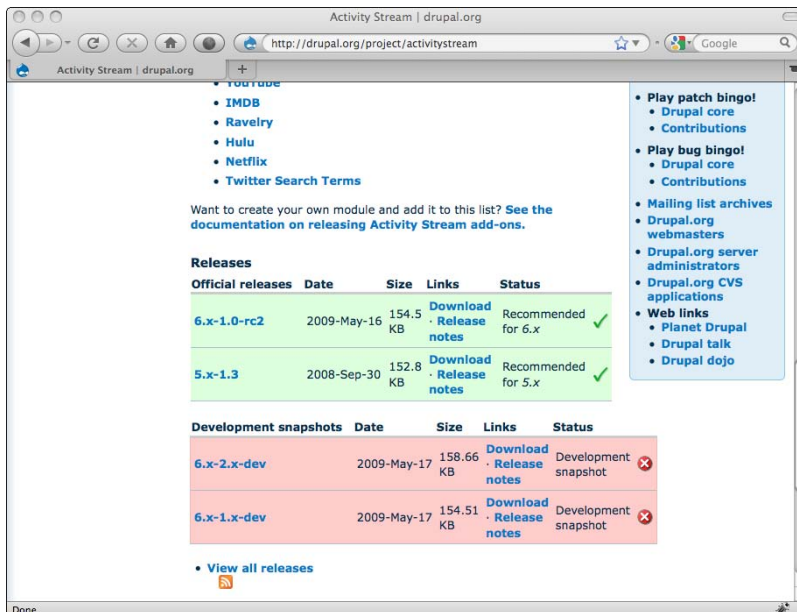 Activity Stream | drupal.org
http://drupal.org/project/activitystream
Google
Activity Stream | drupal.org
YouTube
IMDB
Ravelry
Hulu
Netflix
Twitter Search Terms
Want to create your own module and add it to this list? See the
documentation on releasing Activity Stream add-ons.
Releases
Official releases Date Size Links Status
6.x-1.0-rc2 2009-May-16 154.5 KB Download · Release notes Recommended for 6.x
5.x-1.3 2008-Sep-30 152.8 KB Download · Release notes Recommended for 5.x
Development snapshots Date Size Links Status
6.x-2.x-dev 2009-May-17 158.66 KB Download · Release notes Development snapshot
6.x-1.x-dev 2009-May-17 154.51 KB Download · Release notes Development snapshot
View all releases
Play patch bingo!
Drupal core
Contributions
Play bug bingo!
Drupal core
Contributions
Mailing list archives
Drupal.org
webmasters
Drupal.org server
administrators
Drupal.org CVS
applications
Web links
Planet Drupal
Drupal talk
Drupal dojo
Done